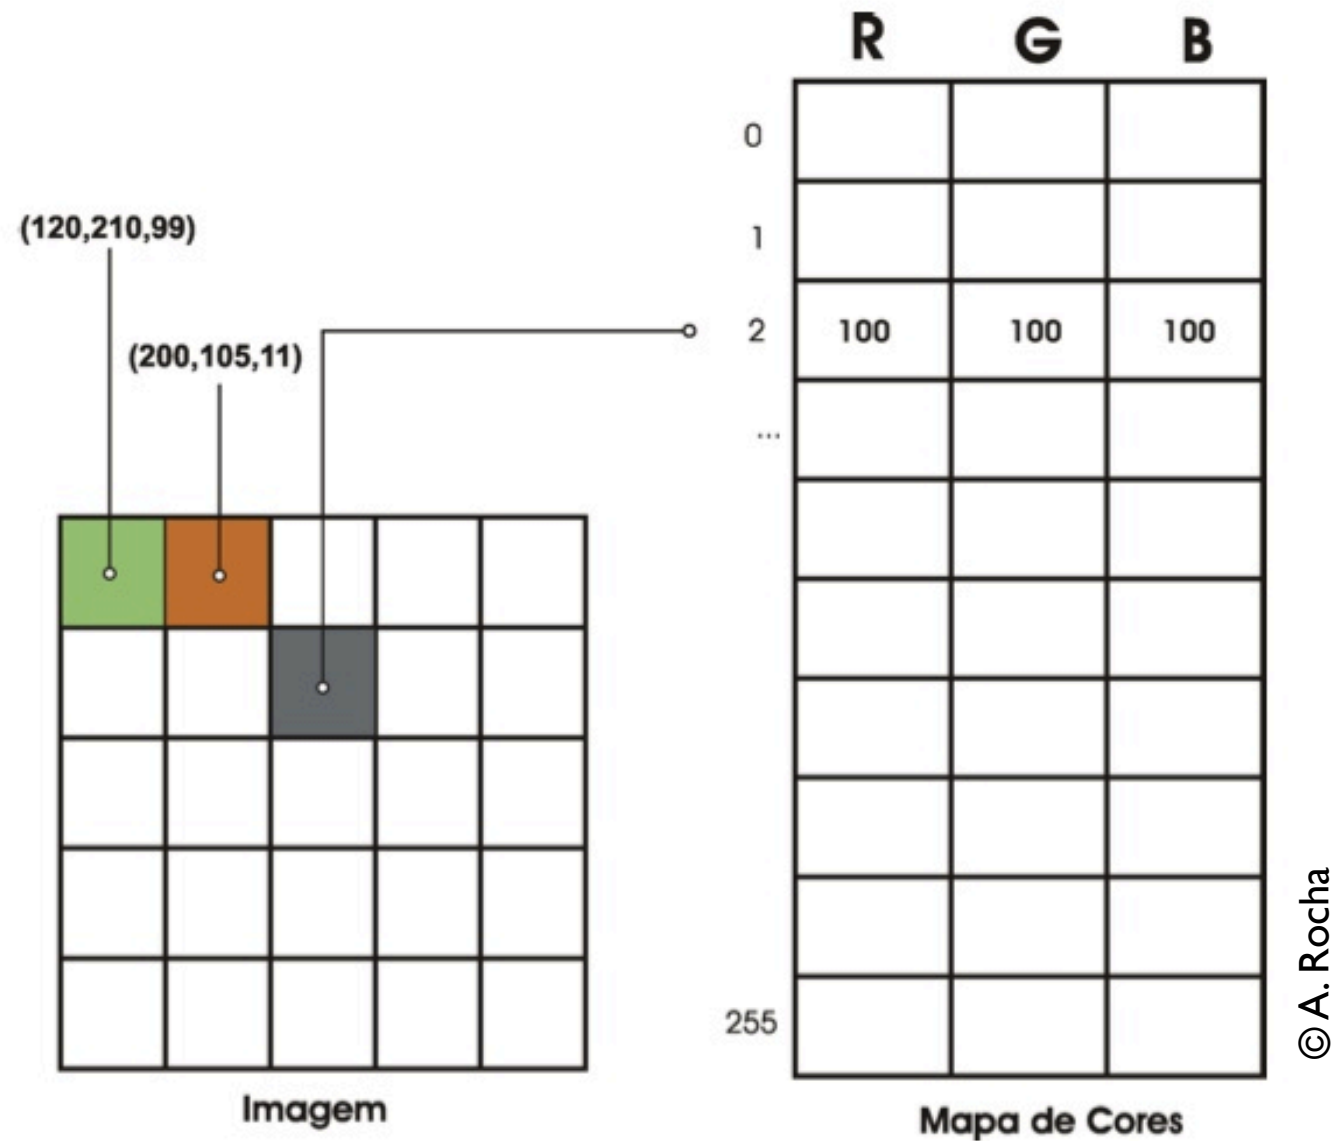 R G B
0
1
(120,210,99)
2 100 100 100
(200,105,11)
...
255
Imagem
Mapa de Cores
© A. Rocha